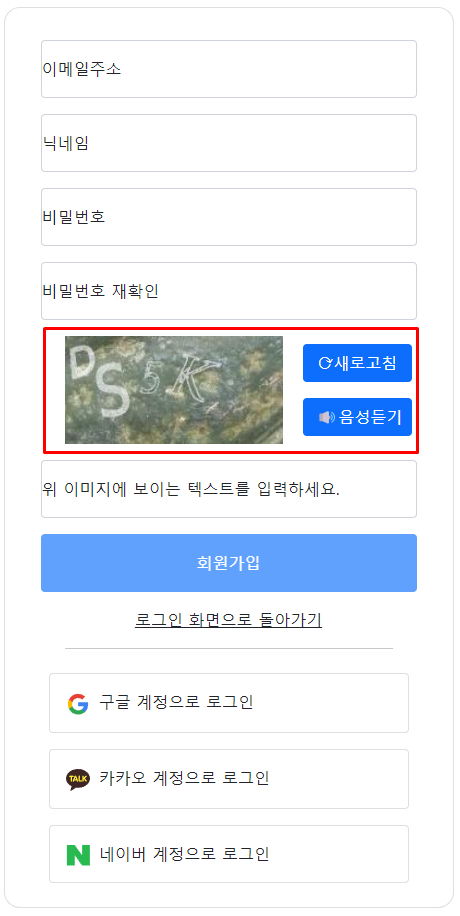 이메일주소
닉네임
비밀번호
비밀번호 재확인
DS5K
새로고침
음성듣기
위 이미지에 보이는 텍스트를 입력하세요.
회원가입
로그인 화면으로 돌아가기
구글 계정으로 로그인
TALK
카카오 계정으로 로그인
네이버 계정으로 로그인